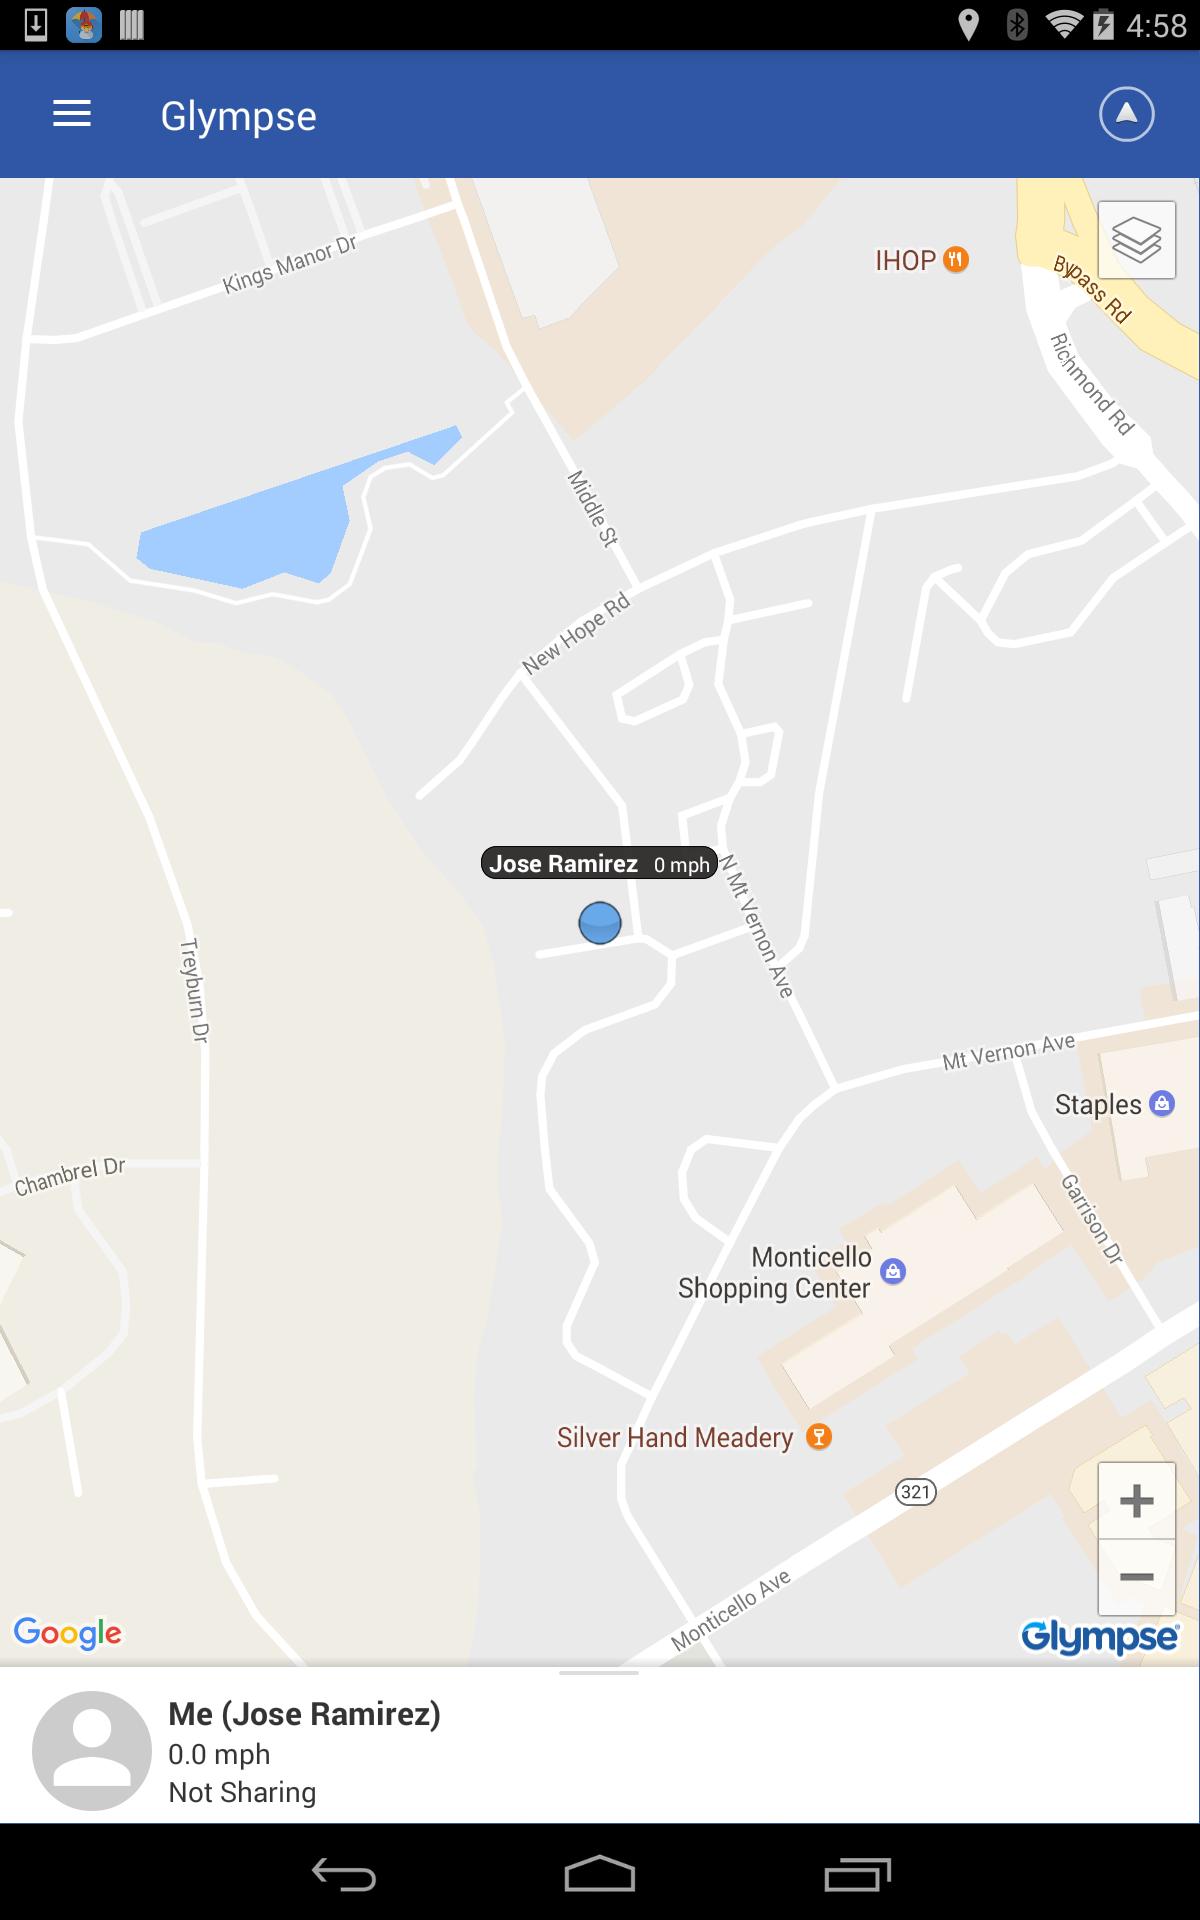 4:58
Glympse
Kings Manor Dr
IHOP
Bypass Rd
Richmond Rd
Middle St
New Hope Rd
Jose Ramirez 0 mph
N Mt Vernon Ave
Treyburn Dr
Mt Vernon Ave
Staples
Chambrel Dr
Garrison Dr
Monticello
Shopping Center
Silver Hand Meadery
321
Monticello Ave
Google
Glympse
Me (Jose Ramirez)
0.0 mph
Not Sharing